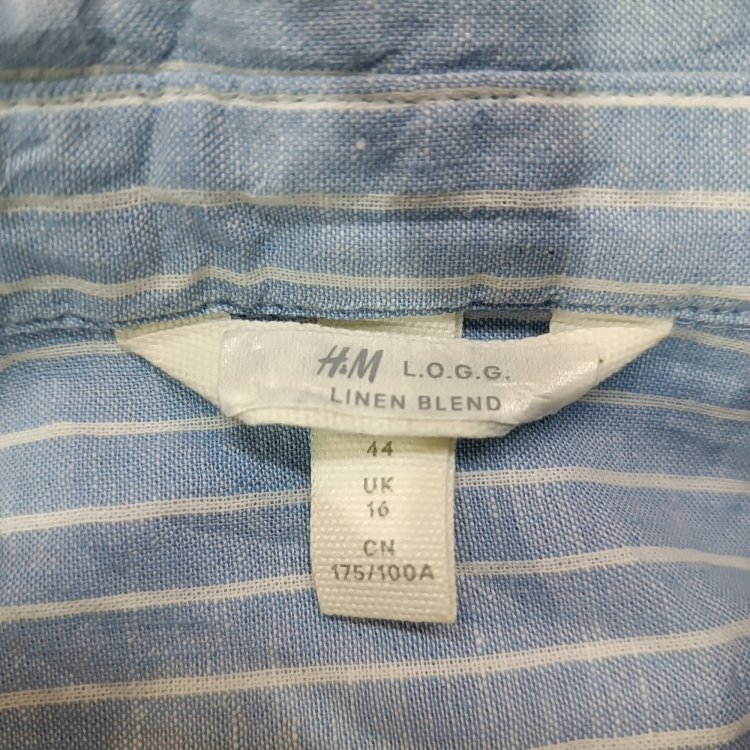 H&M L.O.G.G.
LINEN BLEND
44
UK
16
CN
175/100A